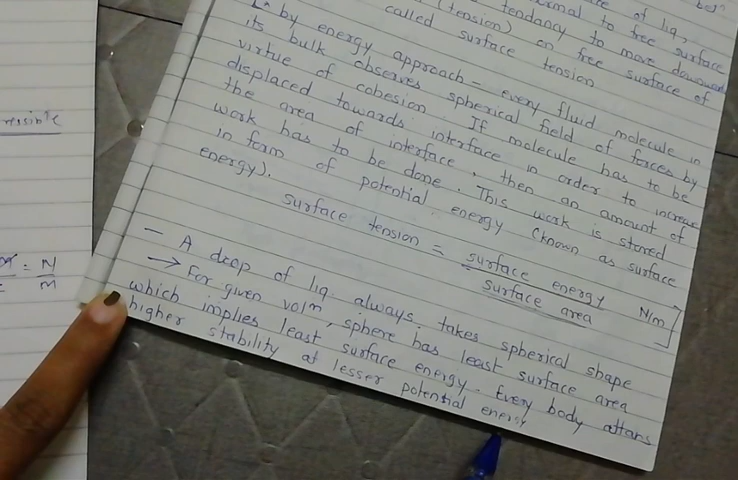 of liq.
normal to free surface
(tension) tendancy to move downward
called surface tension on free surface of
by energy approach - every fluid molecule in
its bulk observes spherical field of forces by
virtue of cohesion. If molecule has to be
displaced towards interface in order to increase
the area of interface, then an amount of
work has to be done. This work is stored
in form of potential energy (known as surface
energy).
surface tension = surface energy / surface area N/m]
- A drop of liq always takes spherical shape
→ For given volm, sphere has least surface area
which implies least surface energy. Every body attans
higher stability at lesser potential energy
= N/m